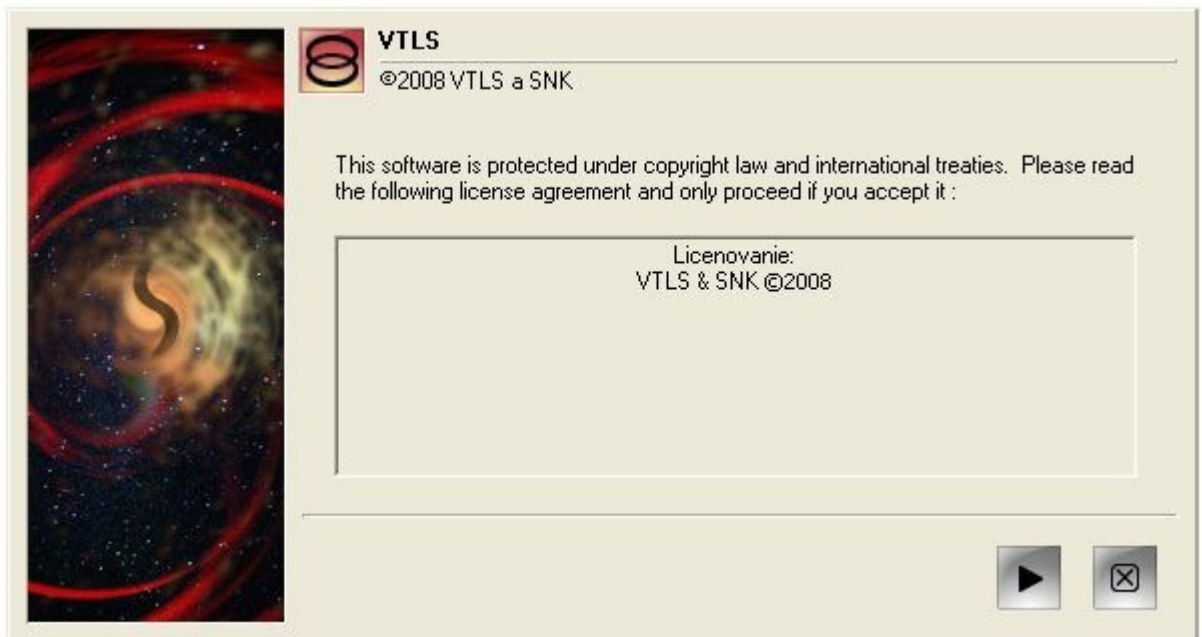 VTLS
©2008 VTLS a SNK
This software is protected under copyright law and international treaties.  Please read
the following license agreement and only proceed if you accept it :
Licenovanie:
VTLS & SNK ©2008